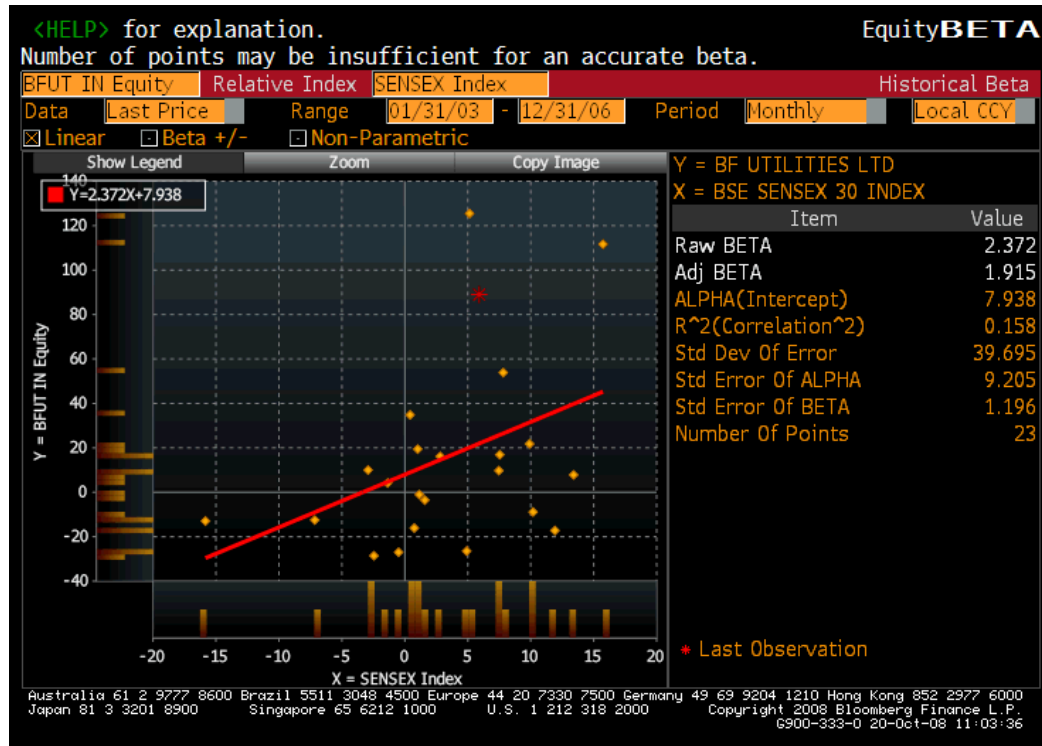 <HELP> for explanation.
EquityBETA
Number of points may be insufficient for an accurate beta.
BFUT IN Equity Relative Index SENSEX Index Historical Beta
Data Last Price Range 01/31/03 - 12/31/06 Period Monthly Local CCY
Linear Beta +/- Non-Parametric
Show Legend Zoom Copy Image
Y=2.372X+7.938
140
120
100
80
60
40
20
0
-20
-40
Y = BFUT IN Equity
-20 -15 -10 -5 0 5 10 15 20
X = SENSEX Index
Y = BF UTILITIES LTD
X = BSE SENSEX 30 INDEX
Item Value
Raw BETA 2.372
Adj BETA 1.915
ALPHA(Intercept) 7.938
R^2(Correlation^2) 0.158
Std Dev Of Error 39.695
Std Error Of ALPHA 9.205
Std Error Of BETA 1.196
Number Of Points 23
* Last Observation
Australia 61 2 9777 8600 Brazil 5511 3048 4500 Europe 44 20 7330 7500 Germany 49 69 9204 1210 Hong Kong 852 2977 6000
Japan 81 3 3201 8900 Singapore 65 6212 1000 U.S. 1 212 318 2000 Copyright 2008 Bloomberg Finance L.P.
G900-333-0 20-Oct-08 11:03:36